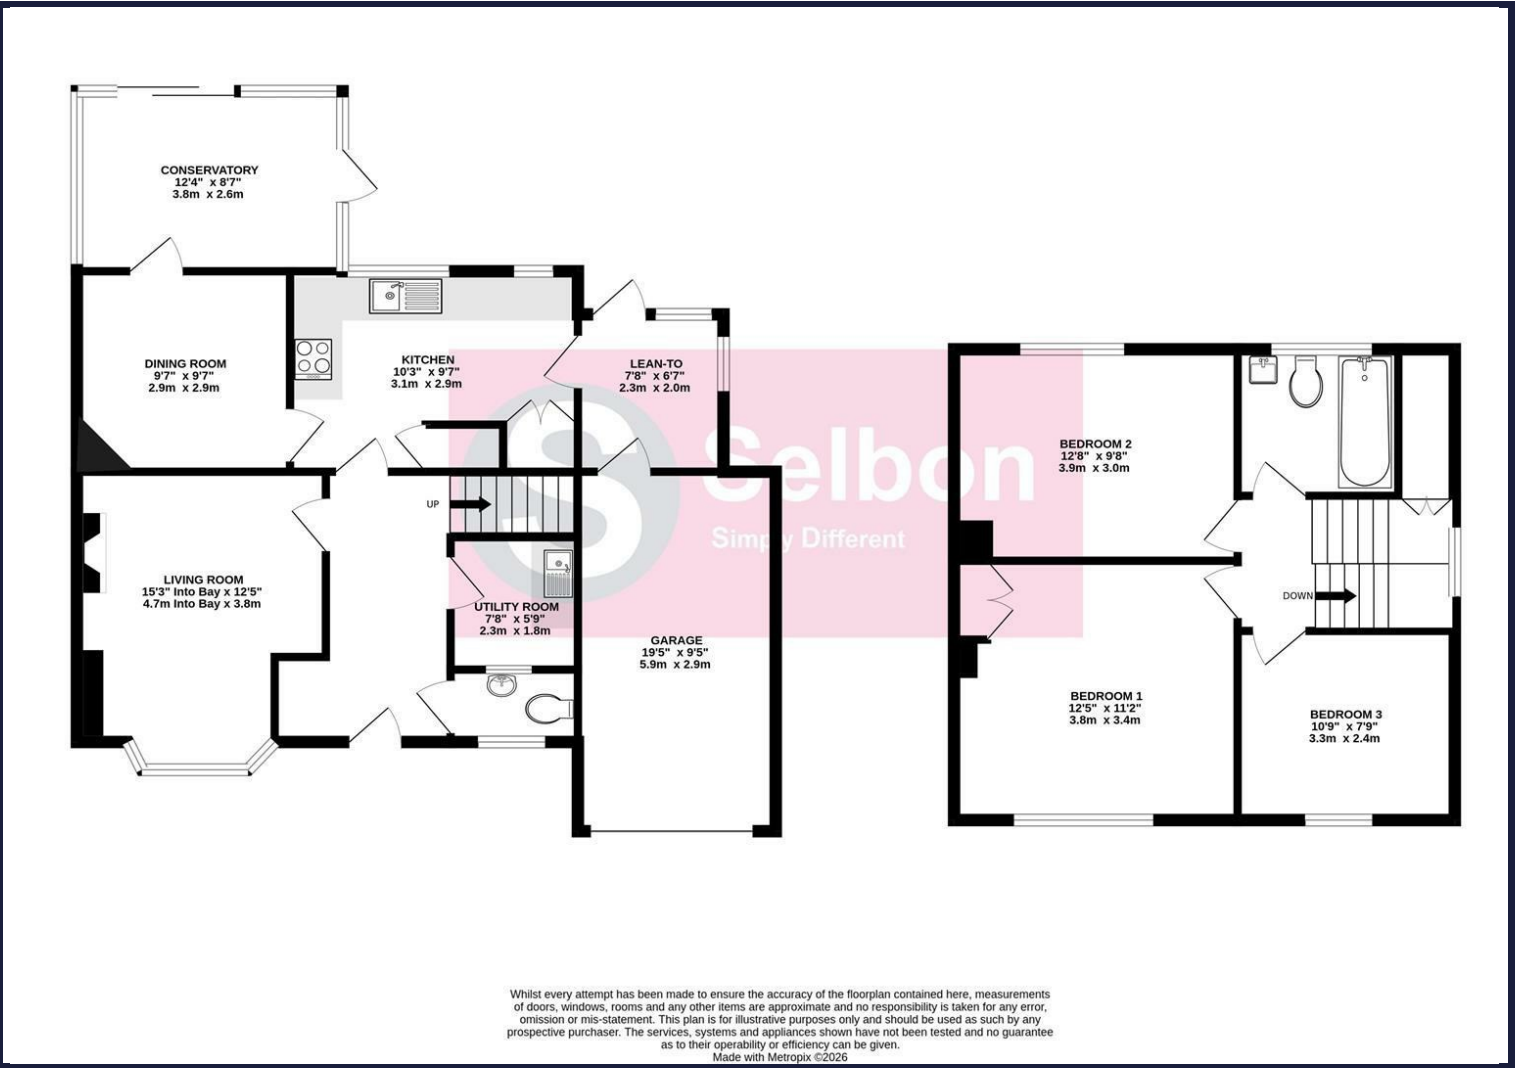 CONSERVATORY
12'4" x 8'7"
3.8m x 2.6m
DINING ROOM
9'7" x 9'7"
2.9m x 2.9m
KITCHEN
10'3" x 9'7"
3.1m x 2.9m
LEAN-TO
7'8" x 6'7"
2.3m x 2.0m
UP
LIVING ROOM
15'3" Into Bay x 12'5"
4.7m Into Bay x 3.8m
UTILITY ROOM
7'8" x 5'9"
2.3m x 1.8m
GARAGE
19'5" x 9'5"
5.9m x 2.9m
Selbon
Simply Different
BEDROOM 2
12'8" x 9'8"
3.9m x 3.0m
DOWN
BEDROOM 1
12'5" x 11'2"
3.8m x 3.4m
BEDROOM 3
10'9" x 7'9"
3.3m x 2.4m
Whilst every attempt has been made to ensure the accuracy of the floorplan contained here, measurements
of doors, windows, rooms and any other items are approximate and no responsibility is taken for any error,
omission or mis-statement. This plan is for illustrative purposes only and should be used as such by any
prospective purchaser. The services, systems and appliances shown have not been tested and no guarantee
as to their operability or efficiency can be given.
Made with Metropix ©2026